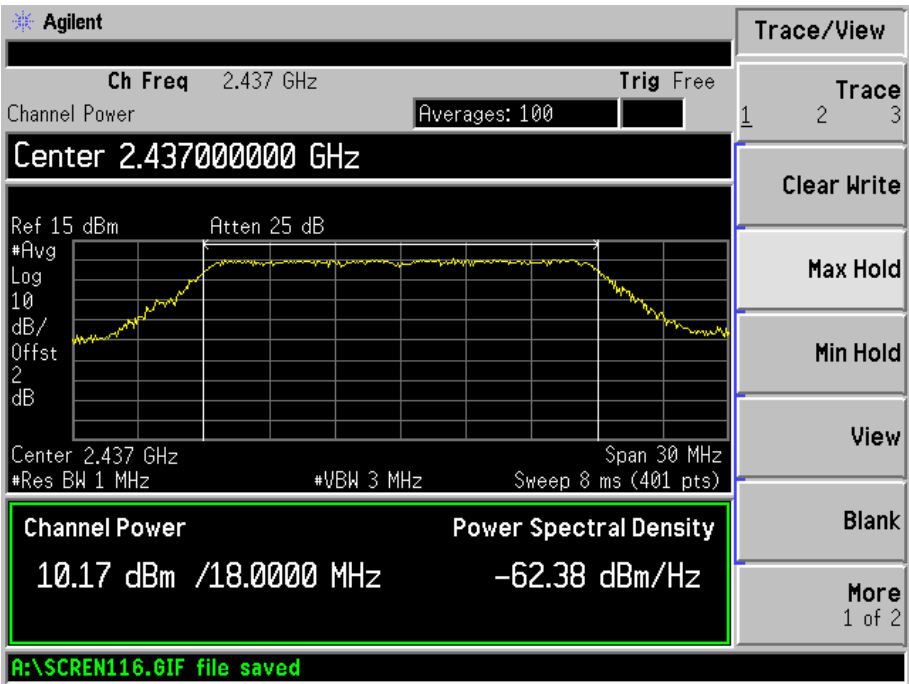 Agilent
Trace/View
Ch Freq 2.437 GHz Trig Free
Channel Power Averages: 100
Trace
1 2 3
Center 2.437000000 GHz
Clear Write
Ref 15 dBm Atten 25 dB
#Avg
Log
10
dB/
Offst
2
dB
Max Hold
Min Hold
Center 2.437 GHz Span 30 MHz
#Res BW 1 MHz #VBW 3 MHz Sweep 8 ms (401 pts)
View
Channel Power Power Spectral Density
10.17 dBm /18.0000 MHz -62.38 dBm/Hz
Blank
More
1 of 2
A:\SCREN116.GIF file saved